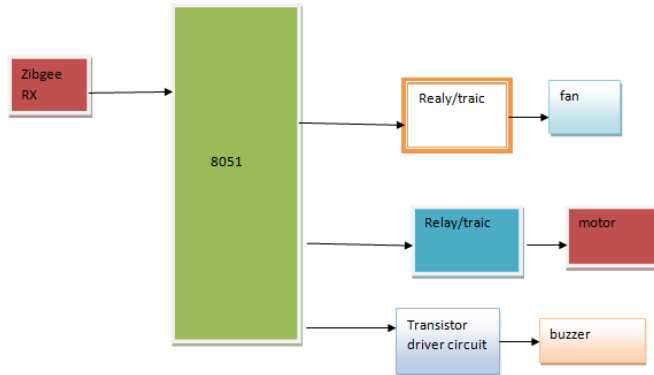 Zibgee
RX
8051
Realy/traic
fan
Relay/traic
motor
Transistor
driver circuit
buzzer